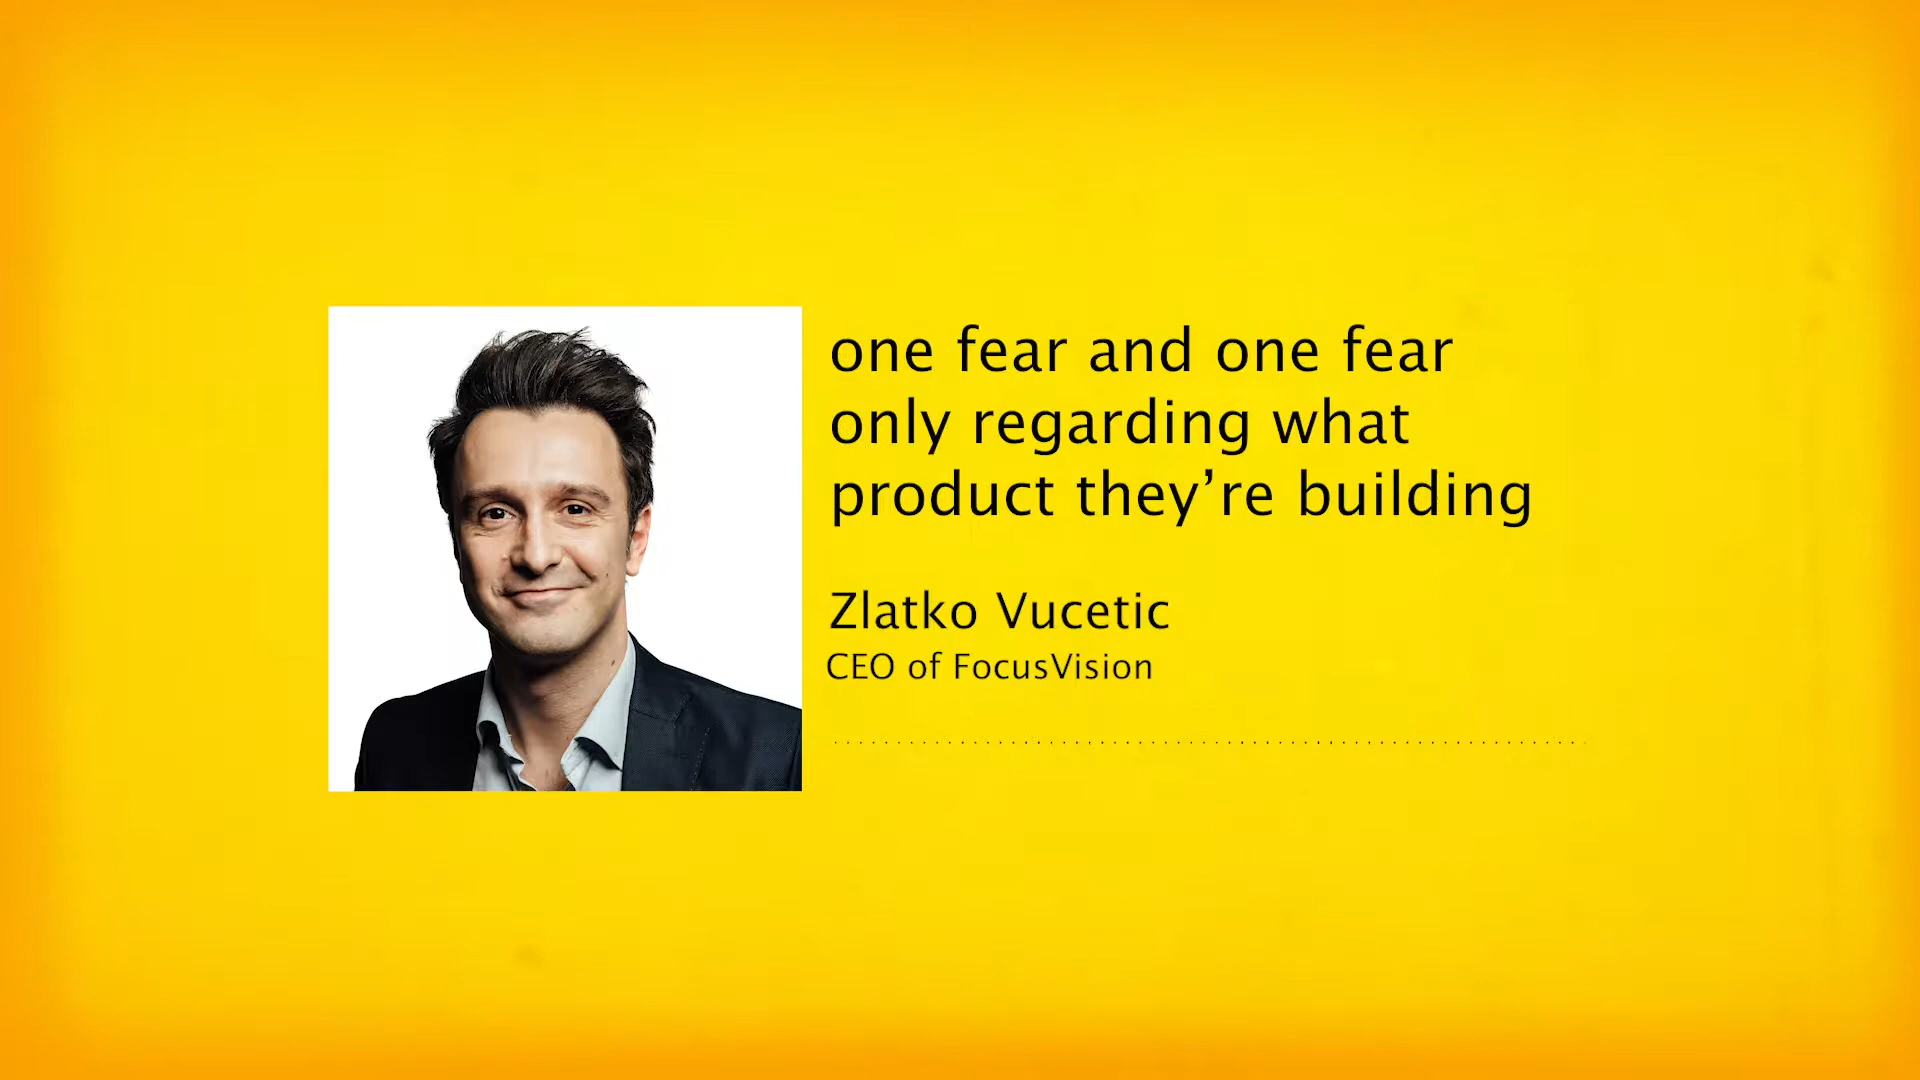 one fear and one fear
only regarding what
product they’re building
Zlatko Vucetic
CEO of FocusVision